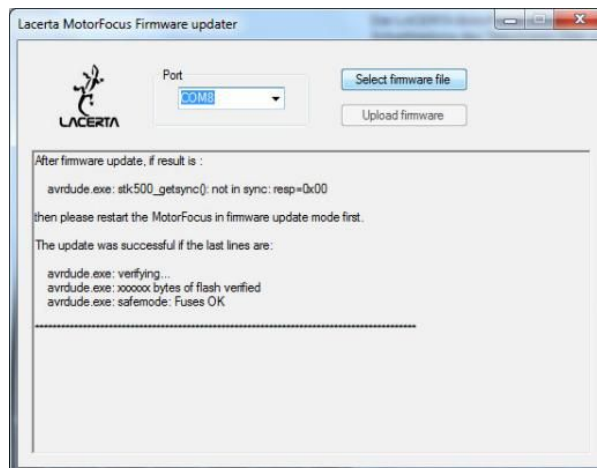 Lacerta MotorFocus Firmware updater
Port
COM8
Select firmware file
LACERTA
Upload firmware
After firmware update, if result is :
avrdude.exe: stk500_getsync(): not in sync: resp=0x00
then please restart the MotorFocus in firmware update mode first.
The update was successful if the last lines are:
avrdude.exe: verifying...
avrdude.exe: xxxxxx bytes of flash verified
avrdude.exe: safemode: Fuses OK